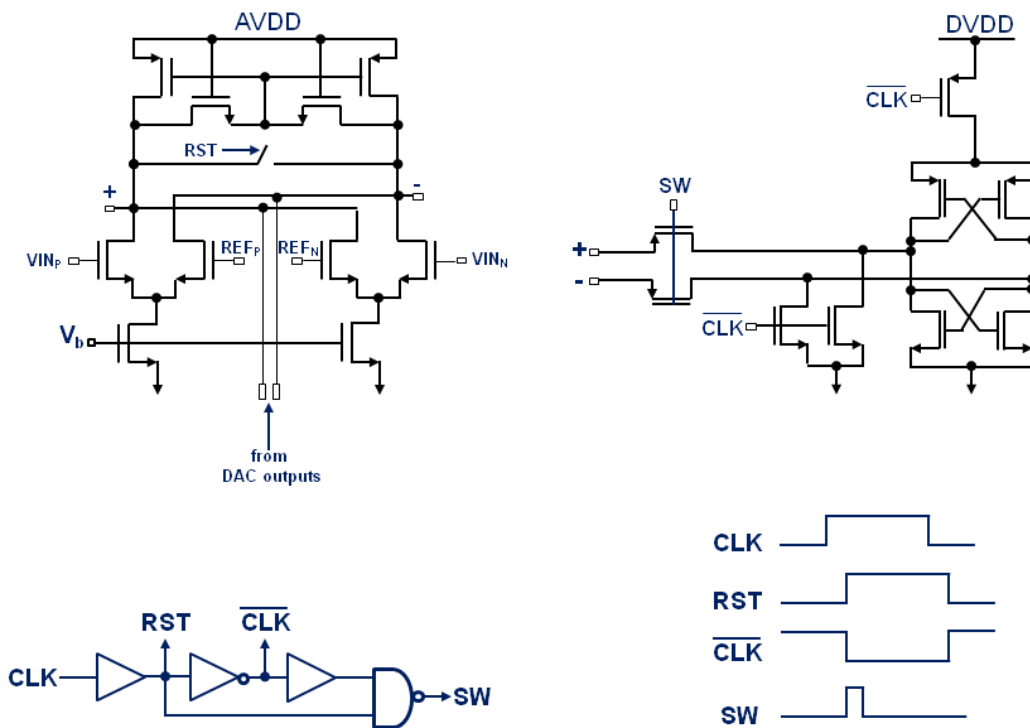 AVDD
RST
+
-
VINP
REFP
REFN
VINN
Vb
from
DAC outputs
DVDD
CLK
SW
+
-
CLK
CLK
RST
CLK
SW
CLK
RST
CLK
SW